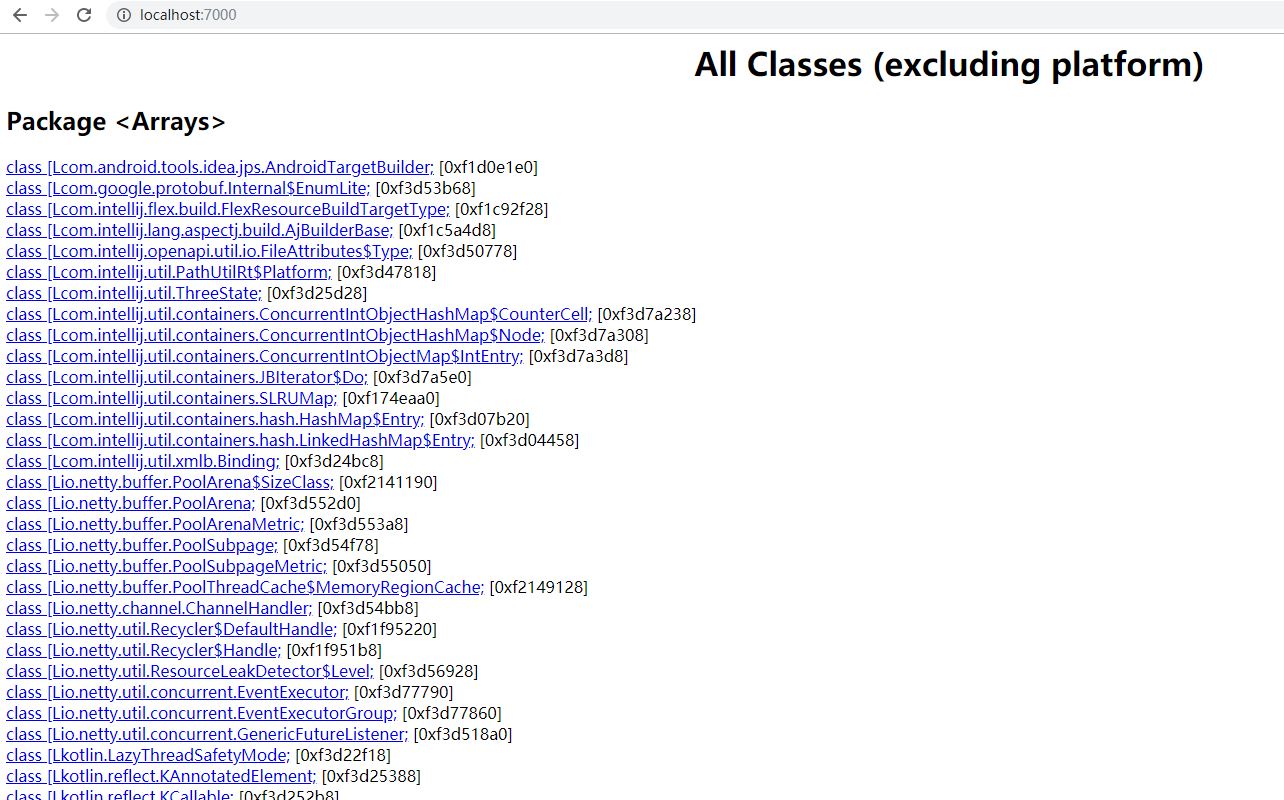 localhost:7000
All Classes (excluding platform)
Package <Arrays>
class [Lcom.android.tools.idea.jps.AndroidTargetBuilder; [0xf1d0e1e0]
class [Lcom.google.protobuf.Internal$EnumLite; [0xf3d53b68]
class [Lcom.intellij.flex.build.FlexResourceBuildTargetType; [0xf1c92f28]
class [Lcom.intellij.lang.aspectj.build.AjBuilderBase; [0xf1c5a4d8]
class [Lcom.intellij.openapi.util.io.FileAttributes$Type; [0xf3d50778]
class [Lcom.intellij.util.PathUtilRt$Platform; [0xf3d47818]
class [Lcom.intellij.util.ThreeState; [0xf3d25d28]
class [Lcom.intellij.util.containers.ConcurrentIntObjectHashMap$CounterCell; [0xf3d7a238]
class [Lcom.intellij.util.containers.ConcurrentIntObjectHashMap$Node; [0xf3d7a308]
class [Lcom.intellij.util.containers.ConcurrentIntObjectMap$IntEntry; [0xf3d7a3d8]
class [Lcom.intellij.util.containers.JBIterator$Do; [0xf3d7a5e0]
class [Lcom.intellij.util.containers.SLRUMap; [0xf174eaa0]
class [Lcom.intellij.util.containers.hash.HashMap$Entry; [0xf3d07b20]
class [Lcom.intellij.util.containers.hash.LinkedHashMap$Entry; [0xf3d04458]
class [Lcom.intellij.util.xmlb.Binding; [0xf3d24bc8]
class [Lio.netty.buffer.PoolArena$SizeClass; [0xf2141190]
class [Lio.netty.buffer.PoolArena; [0xf3d552d0]
class [Lio.netty.buffer.PoolArenaMetric; [0xf3d553a8]
class [Lio.netty.buffer.PoolSubpage; [0xf3d54f78]
class [Lio.netty.buffer.PoolSubpageMetric; [0xf3d55050]
class [Lio.netty.buffer.PoolThreadCache$MemoryRegionCache; [0xf2149128]
class [Lio.netty.channel.ChannelHandler; [0xf3d54bb8]
class [Lio.netty.util.Recycler$DefaultHandle; [0xf1f95220]
class [Lio.netty.util.Recycler$Handle; [0xf1f951b8]
class [Lio.netty.util.ResourceLeakDetector$Level; [0xf3d56928]
class [Lio.netty.util.concurrent.EventExecutor; [0xf3d77790]
class [Lio.netty.util.concurrent.EventExecutorGroup; [0xf3d77860]
class [Lio.netty.util.concurrent.GenericFutureListener; [0xf3d518a0]
class [Lkotlin.LazyThreadSafetyMode; [0xf3d22f18]
class [Lkotlin.reflect.KAnnotatedElement; [0xf3d25388]
class [Lkotlin.reflect.KCallable; [0xf3d252b8]